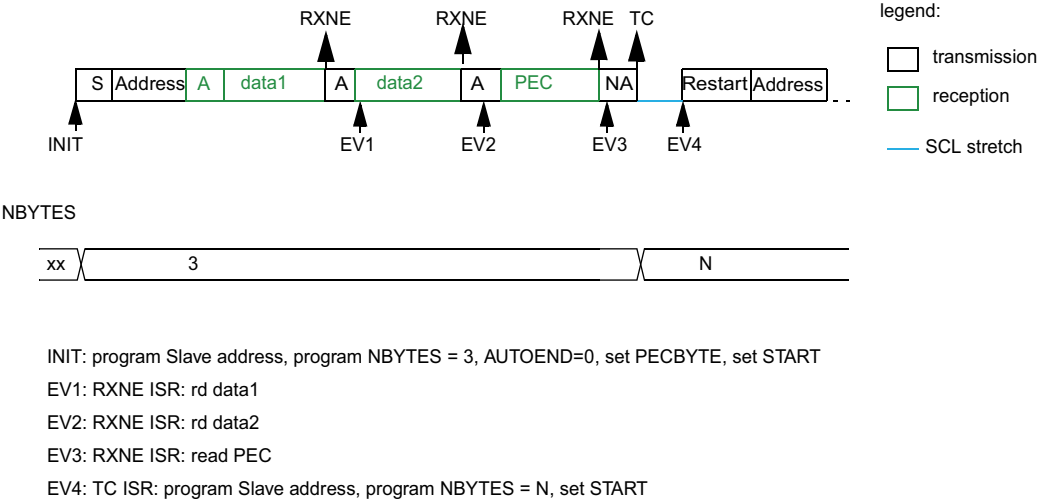 legend:
RXNE RXNE RXNE TC
transmission
S Address A data1 A data2 A PEC NA Restart Address
reception
INIT EV1 EV2 EV3 EV4
SCL stretch
NBYTES
xx 3 N
INIT: program Slave address, program NBYTES = 3, AUTOEND=0, set PECBYTE, set START
EV1: RXNE ISR: rd data1
EV2: RXNE ISR: rd data2
EV3: RXNE ISR: read PEC
EV4: TC ISR: program Slave address, program NBYTES = N, set START